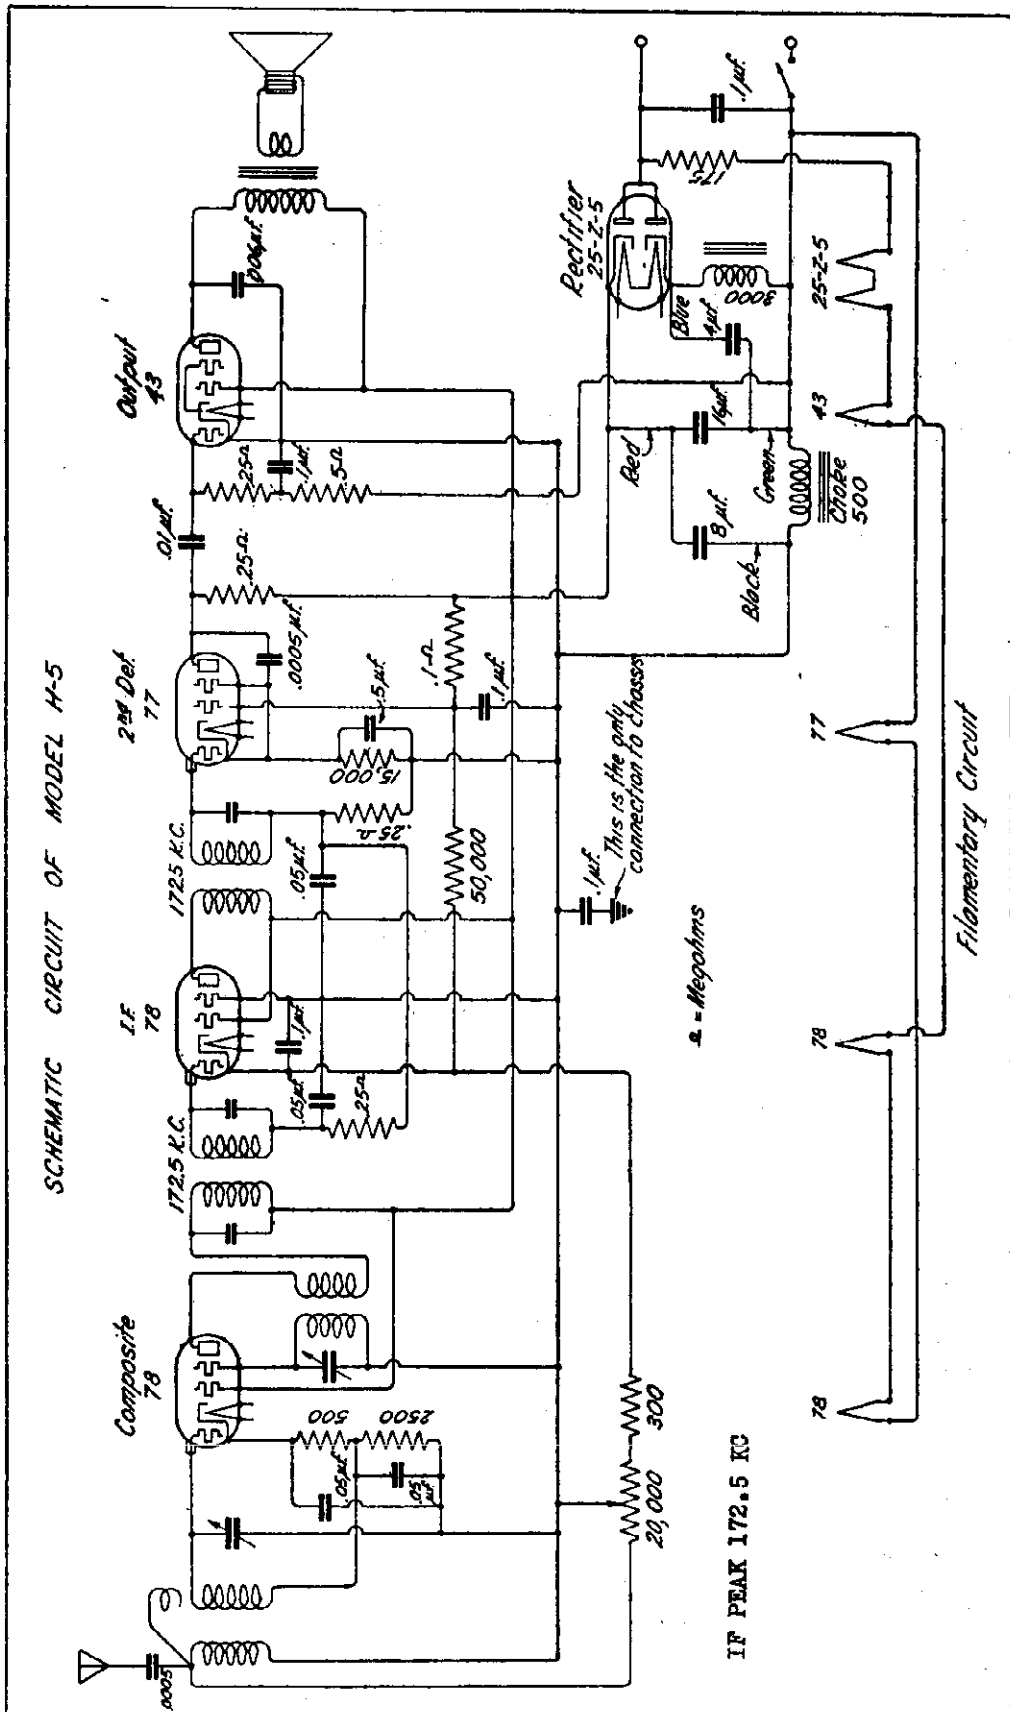 SCHEMATIC CIRCUIT OF MODEL H-5
Composite
78
I.F.
78
2nd Det.
77
Output
43
172.5 K.C.
172.5 K.C.
.0005
500
2500
.05µf.
.05
µf.
.05µf.
.1µf.
.25Ω
.05µf.
.25Ω
15,000
.5µf.
.0005µf.
.25Ω
.01µf.
.25Ω
.1µf.
.5Ω
.006µf.
50,000
.1Ω
.1µf.
.1µf.
This is the only
connection to chassis
Ω = Megohms
20,000
300
IF PEAK 172.5 KC
Rectifier
25-Z-5
175
.1µf.
3000
Blue
4µf.
16µf.
Red
8µf.
Green
Black
Choke
500
78
78
77
43
25-Z-5
Filamentary Circuit